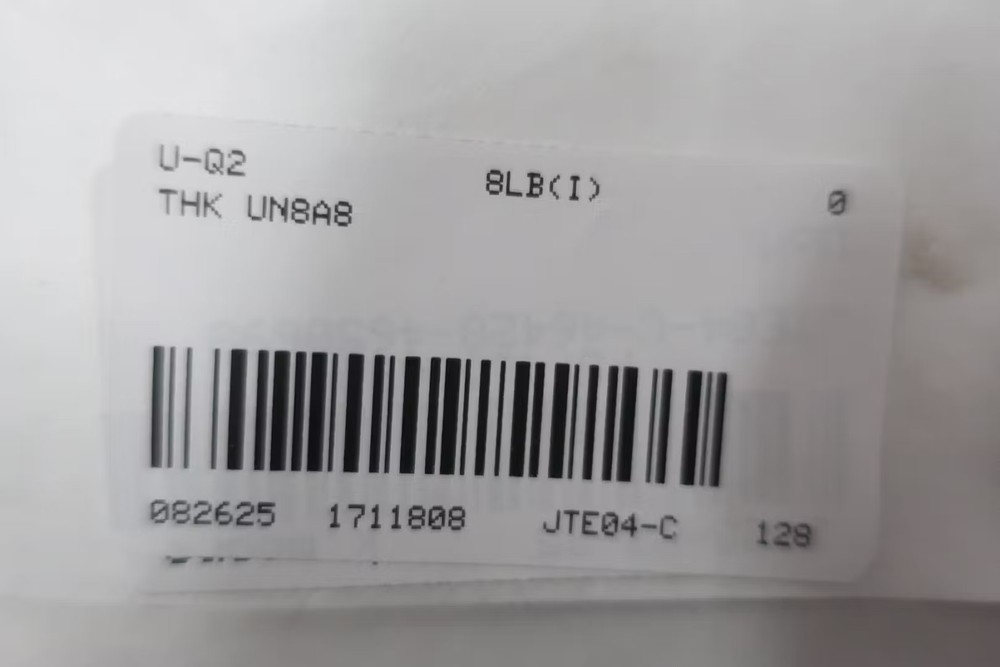 U-Q2 8LB(I) 0
THK UN8A8
082625 1711808 JTE04-C 128